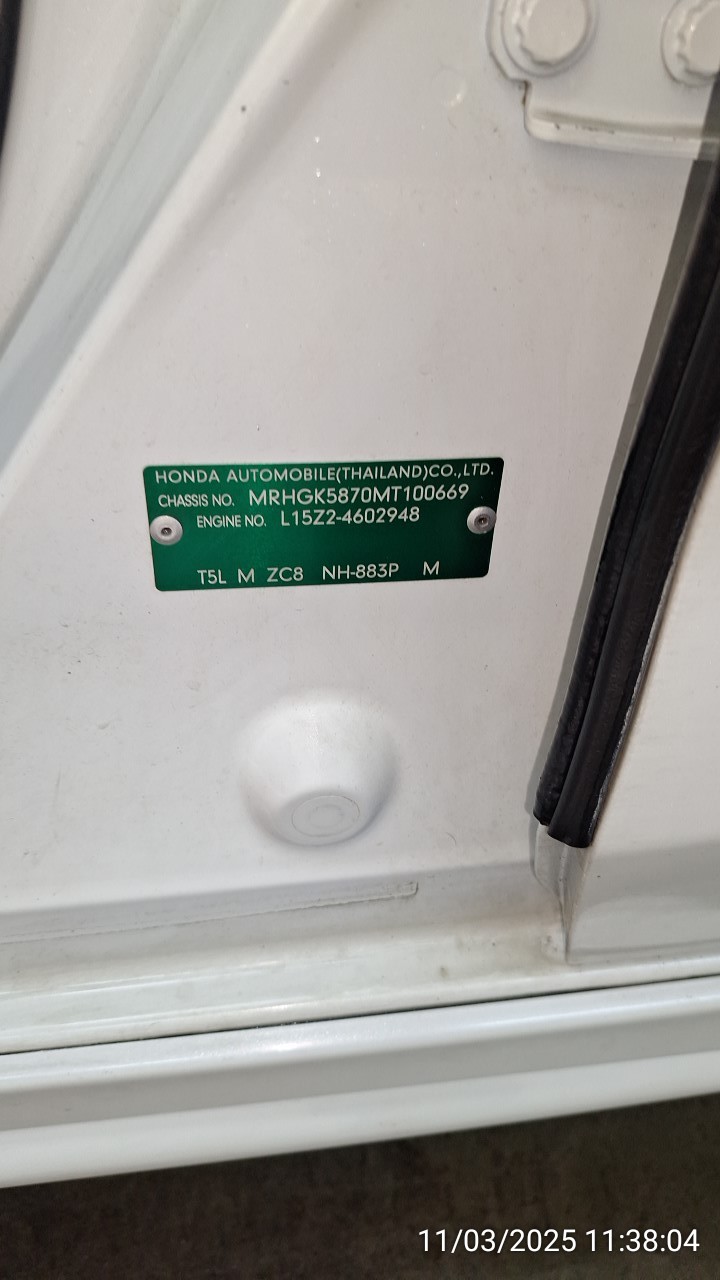 HONDA AUTOMOBILE(THAILAND)CO.,LTD.
CHASSIS NO. MRHGK5870MT100669
ENGINE NO. L15Z2-4602948
T5L M ZC8 NH-883P M
11/03/2025 11:38:04